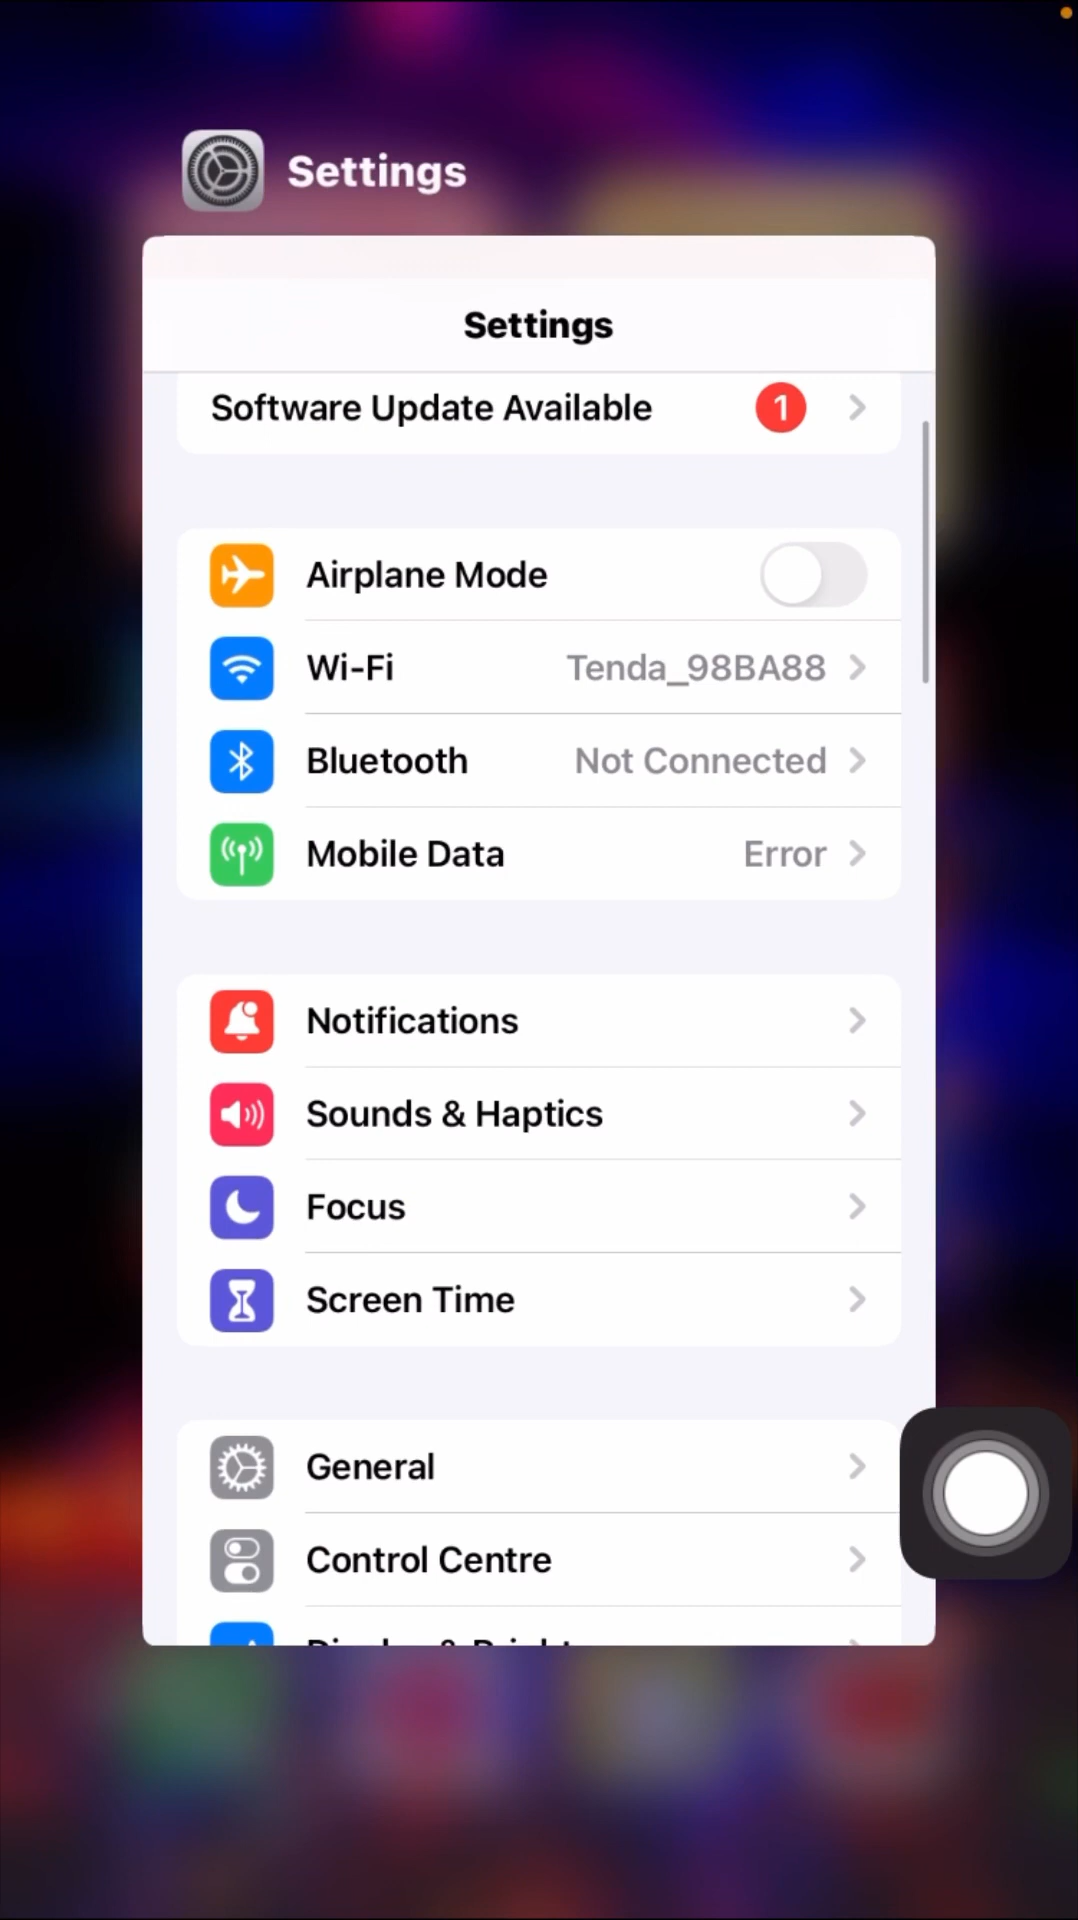 Settings
Settings
Software Update Available 1
Airplane Mode
Wi-Fi Tenda_98BA88
Bluetooth Not Connected
Mobile Data Error
Notifications
Sounds & Haptics
Focus
Screen Time
General
Control Centre